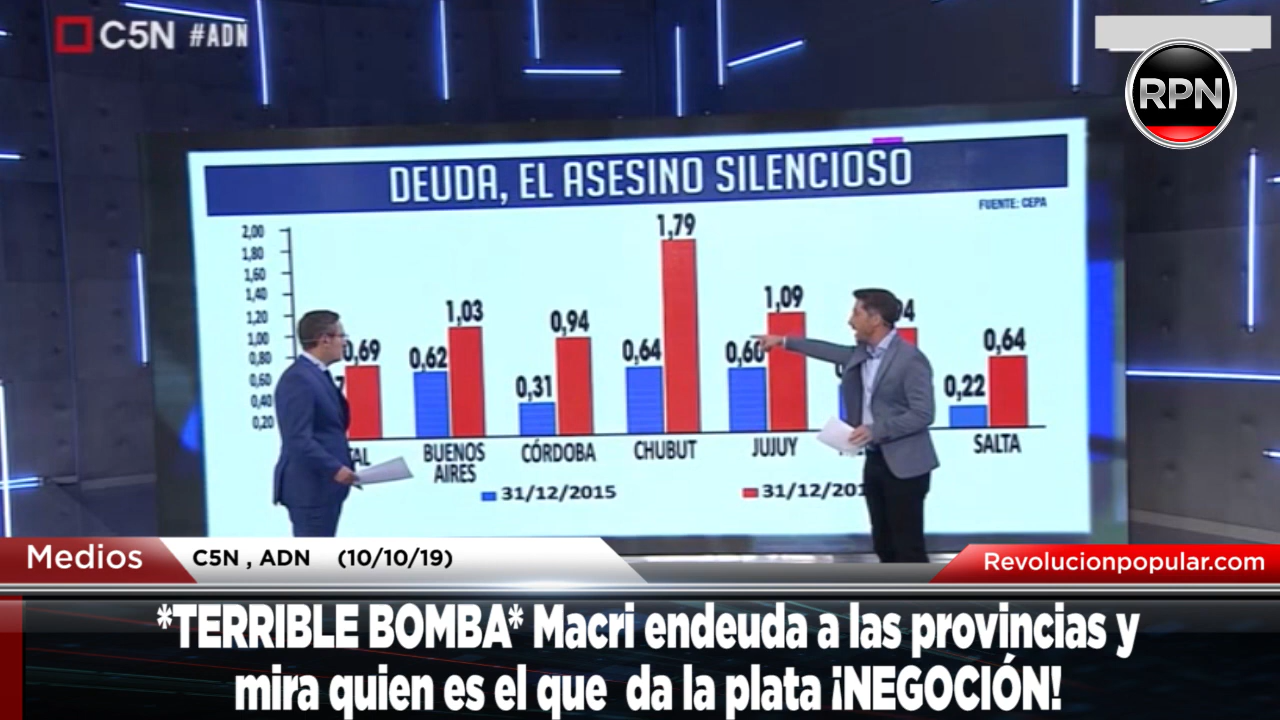 C5N #ADN
RPN
DEUDA, EL ASESINO SILENCIOSO
FUENTE: CEPA
2,00
1,80
1,60
1,40
1,20
1,00
0,80
0,60
0,40
0,20
0,69
0,62
1,03
0,31
0,94
0,64
1,79
0,60
1,09
0,22
0,64
BUENOS
AIRES
CÓRDOBA
CHUBUT
JUJUY
SALTA
31/12/2015
31/12/201
Medios
C5N , ADN (10/10/19)
Revolucionpopular.com
*TERRIBLE BOMBA* Macri endeuda a las provincias y
mira quien es el que da la plata ¡NEGOCIÓN!